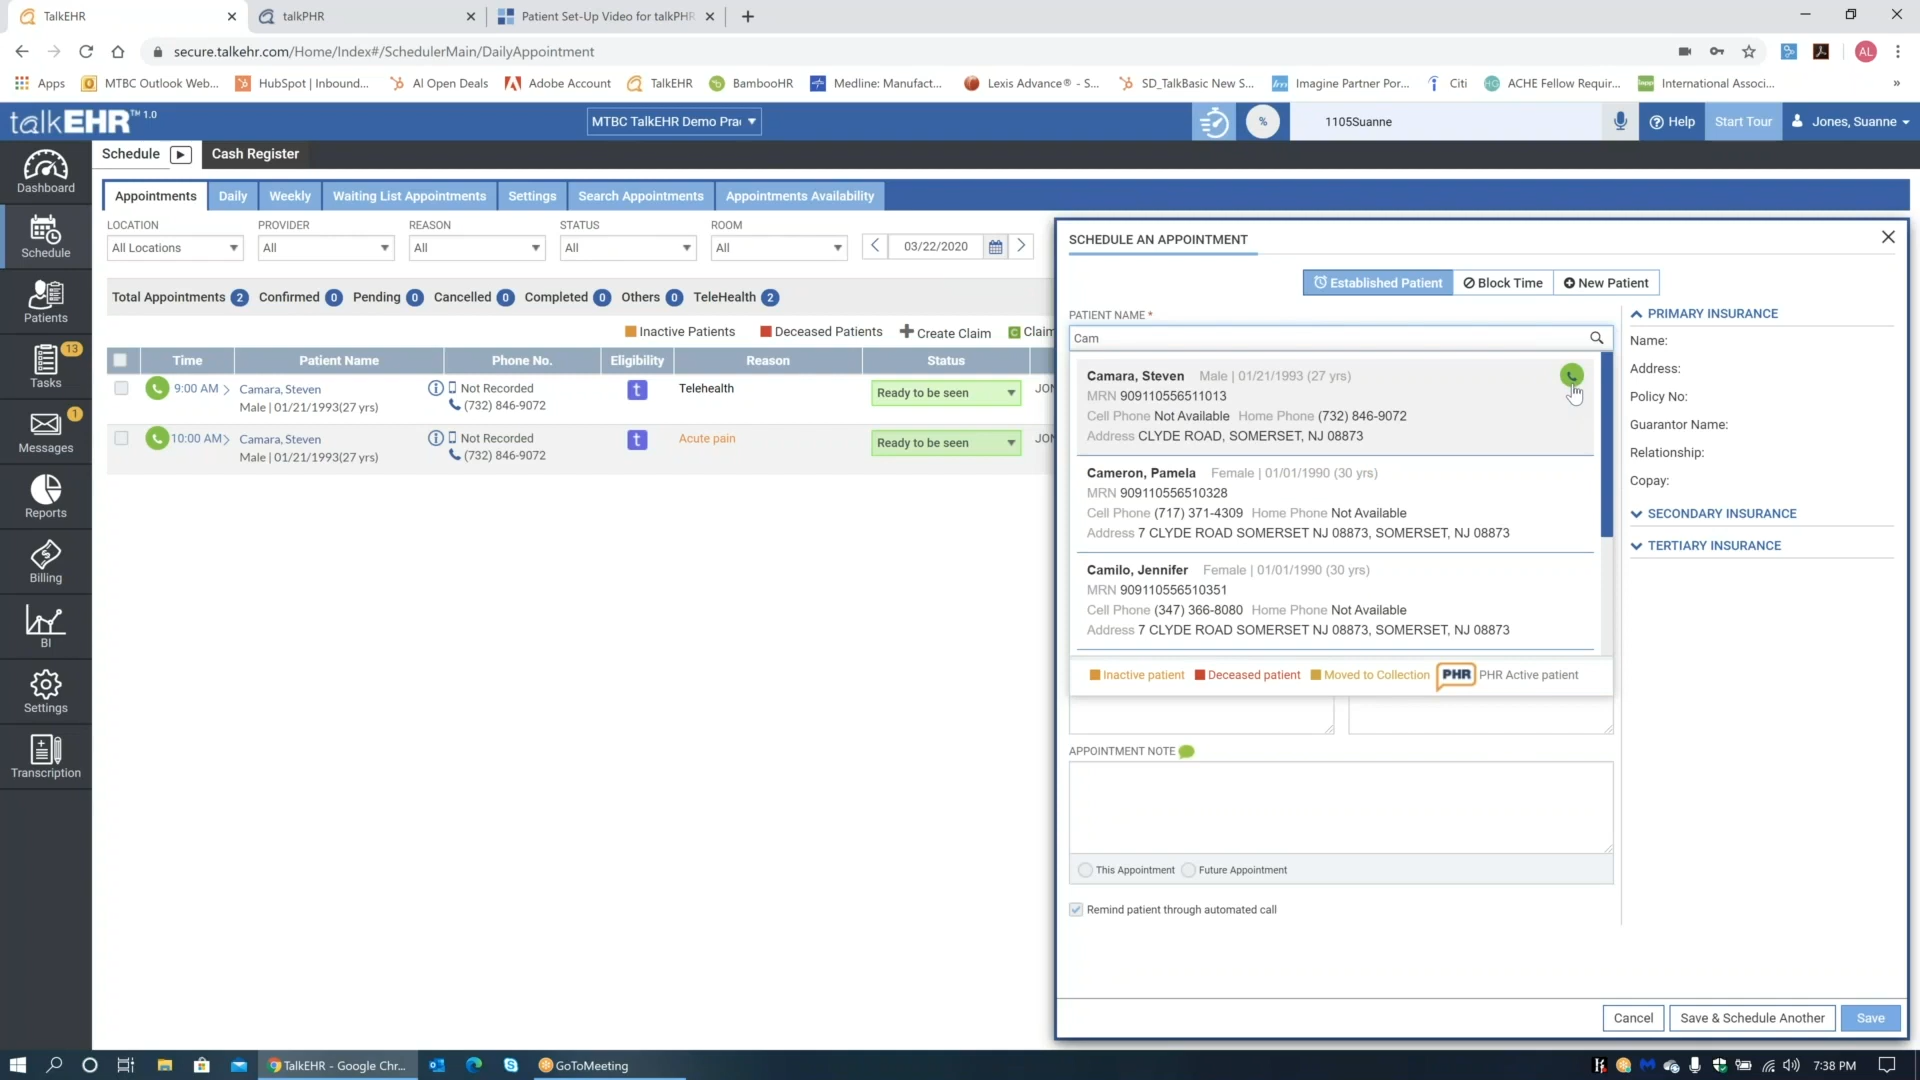 TalkEHR
talkPHR
Patient Set-Up Video for talkPHR
secure.talkehr.com/Home/Index#/SchedulerMain/DailyAppointment
AL
Apps
MTBC Outlook Web...
HubSpot | Inbound...
AI Open Deals
Adobe Account
TalkEHR
BambooHR
Medline: Manufact...
Lexis Advance® - S...
SD_TalkBasic New S...
Imagine Partner Por...
Citi
ACHE Fellow Requir...
International Associ...
talkEHR™ 1.0
MTBC TalkEHR Demo Pra
%
1105Suanne
Help
Start Tour
Jones, Suanne
Dashboard
Schedule
Patients
13
Tasks
1
Messages
Reports
Billing
BI
Settings
Transcription
Schedule
Cash Register
Appointments
Daily
Weekly
Waiting List Appointments
Settings
Search Appointments
Appointments Availability
LOCATION
PROVIDER
REASON
STATUS
ROOM
All Locations
All
All
All
All
03/22/2020
Total Appointments 2
Confirmed 0
Pending 0
Cancelled 0
Completed 0
Others 0
TeleHealth 2
Inactive Patients
Deceased Patients
Create Claim
C Claim
Time
Patient Name
Phone No.
Eligibility
Reason
Status
9:00 AM
Camara, Steven
Male | 01/21/1993(27 yrs)
Not Recorded
(732) 846-9072
t
Telehealth
Ready to be seen
JON
10:00 AM
Camara, Steven
Male | 01/21/1993(27 yrs)
Not Recorded
(732) 846-9072
t
Acute pain
Ready to be seen
JON
SCHEDULE AN APPOINTMENT
Established Patient
Block Time
New Patient
PATIENT NAME *
Cam
Camara, Steven Male | 01/21/1993 (27 yrs)
MRN 909110556511013
Cell Phone Not Available Home Phone (732) 846-9072
Address CLYDE ROAD, SOMERSET, NJ 08873
Cameron, Pamela Female | 01/01/1990 (30 yrs)
MRN 909110556510328
Cell Phone (717) 371-4309 Home Phone Not Available
Address 7 CLYDE ROAD SOMERSET NJ 08873, SOMERSET, NJ 08873
Camilo, Jennifer Female | 01/01/1990 (30 yrs)
MRN 909110556510351
Cell Phone (347) 366-8080 Home Phone Not Available
Address 7 CLYDE ROAD SOMERSET NJ 08873, SOMERSET, NJ 08873
Inactive patient
Deceased patient
Moved to Collection
PHR PHR Active patient
APPOINTMENT NOTE
This Appointment
Future Appointment
Remind patient through automated call
PRIMARY INSURANCE
Name:
Address:
Policy No:
Guarantor Name:
Relationship:
Copay:
SECONDARY INSURANCE
TERTIARY INSURANCE
Cancel
Save & Schedule Another
Save
TalkEHR - Google Chr...
GoToMeeting
7:38 PM